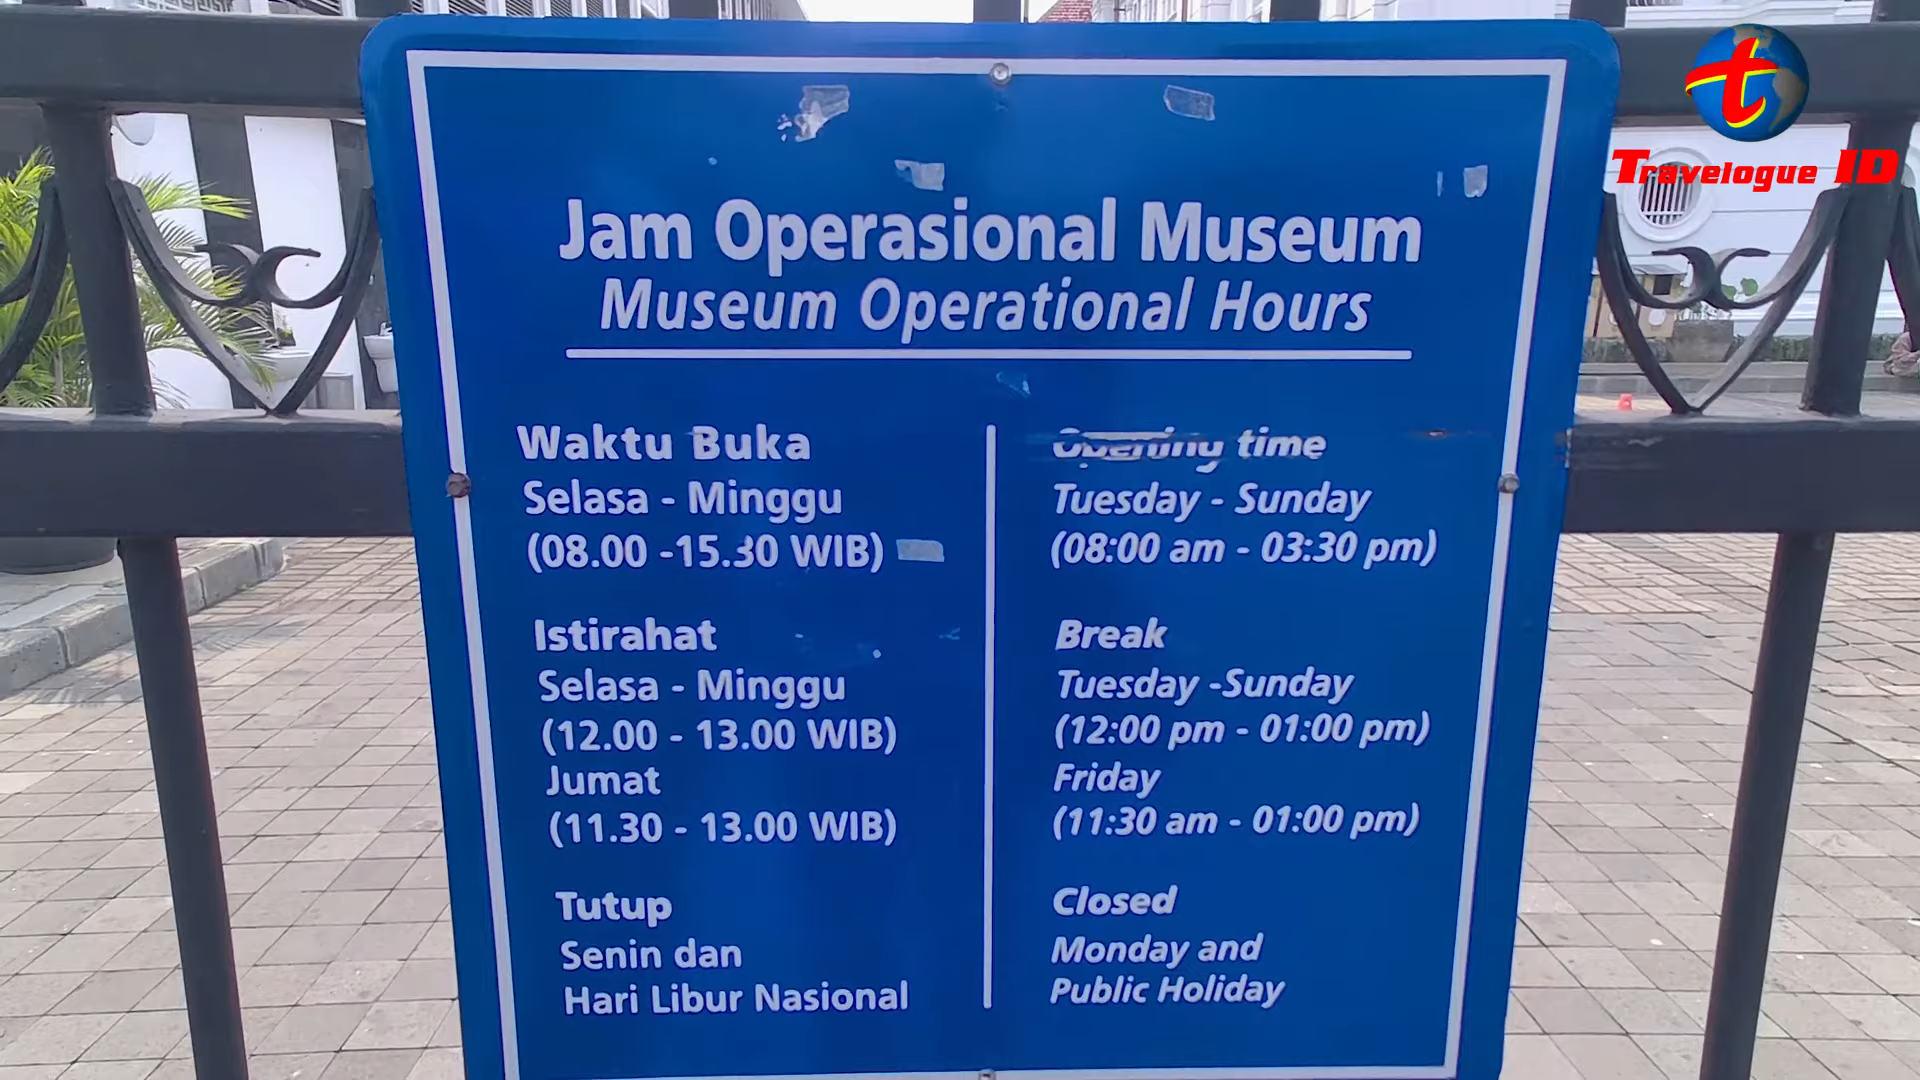 Travelogue ID
Jam Operasional Museum
Museum Operational Hours
Waktu Buka
Selasa - Minggu
(08.00 -15.30 WIB)
Istirahat
Selasa - Minggu
(12.00 - 13.00 WIB)
Jumat
(11.30 - 13.00 WIB)
Tutup
Senin dan
Hari Libur Nasional
Opening time
Tuesday - Sunday
(08:00 am - 03:30 pm)
Break
Tuesday -Sunday
(12:00 pm - 01:00 pm)
Friday
(11:30 am - 01:00 pm)
Closed
Monday and
Public Holiday